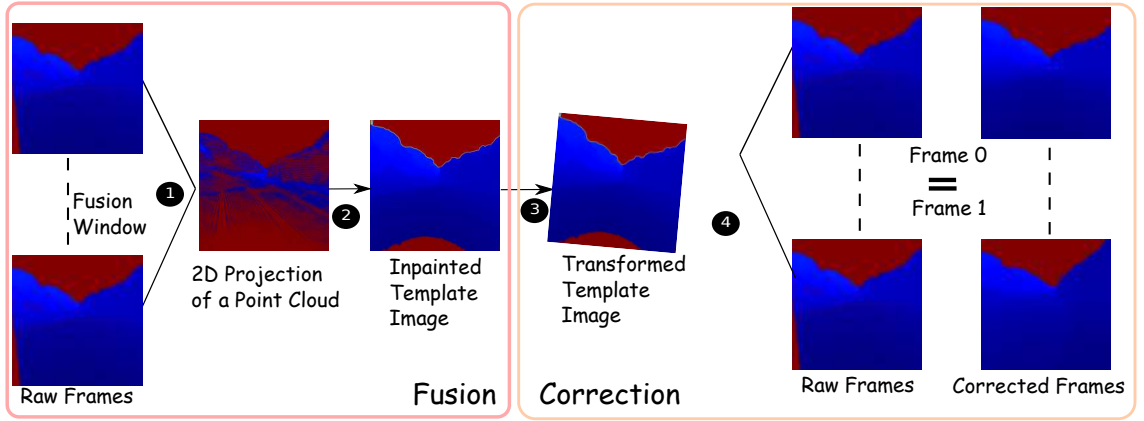 Fusion
Window
1
Raw Frames
2D Projection
of a Point Cloud
2
Inpainted
Template
Image
Fusion
3
Transformed
Template
Image
Correction
4
Raw Frames
Frame 0
=
Frame 1
Corrected Frames